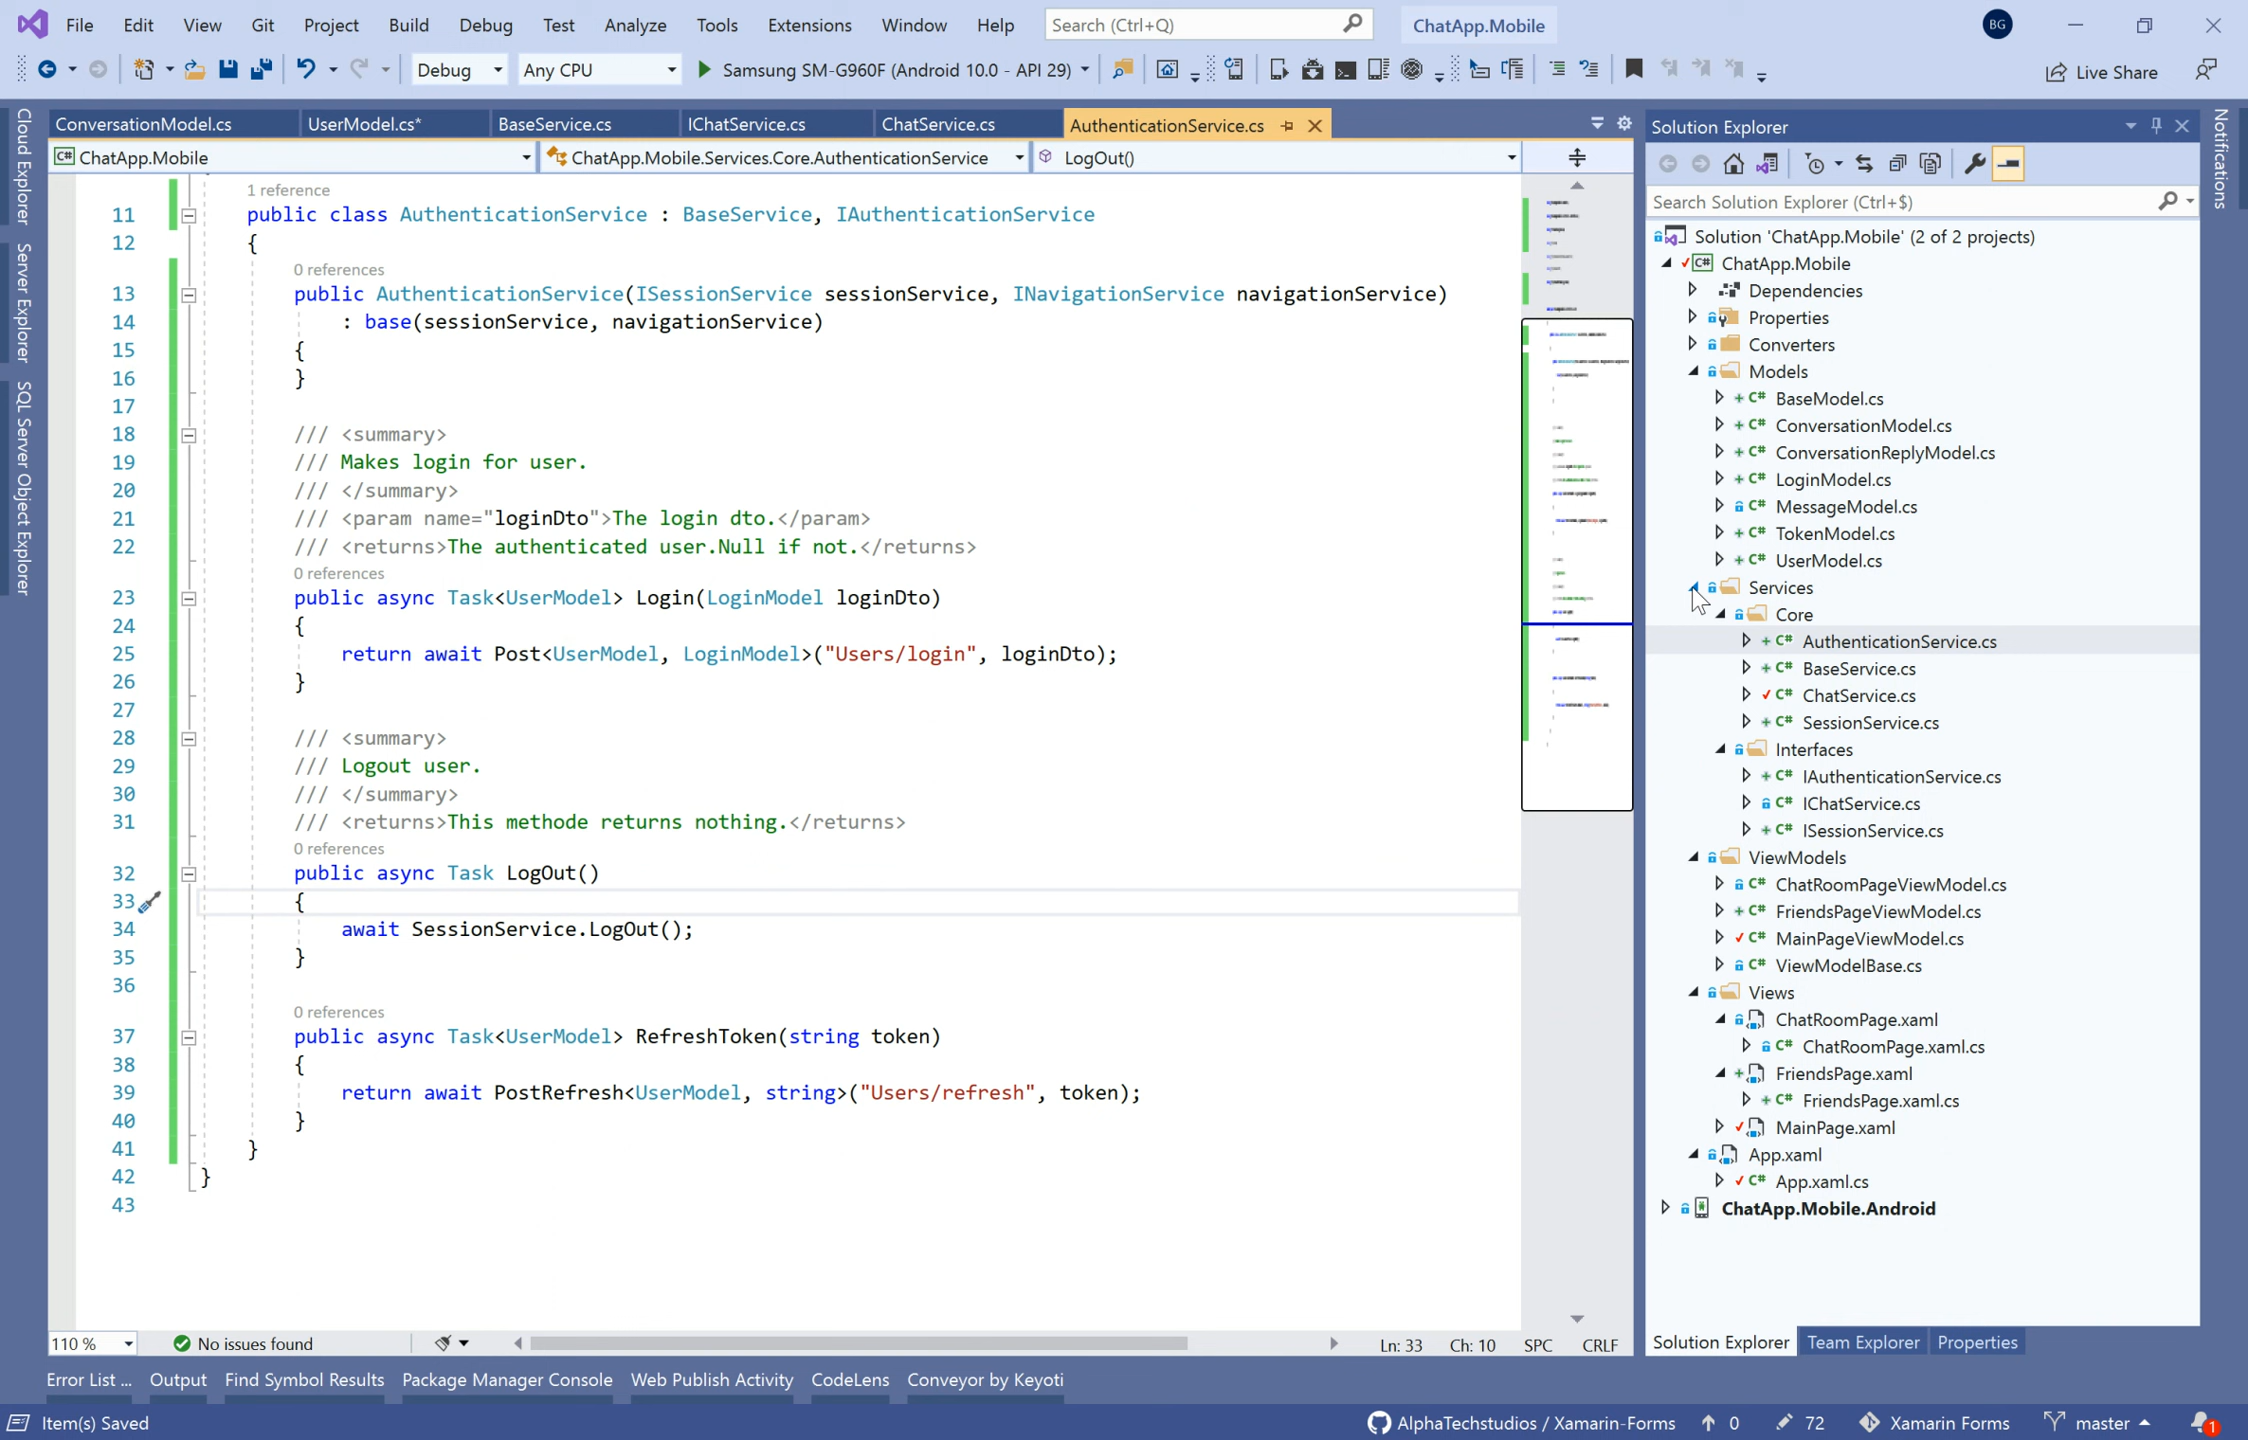 File Edit View Git Project Build Debug Test Analyze Tools Extensions Window Help Search (Ctrl+Q) ChatApp.Mobile BG
Debug Any CPU Samsung SM-G960F (Android 10.0 - API 29) Live Share
Cloud Explorer
Server Explorer
SQL Server Object Explorer
ConversationModel.cs UserModel.cs* BaseService.cs IChatService.cs ChatService.cs AuthenticationService.cs
C# ChatApp.Mobile ChatApp.Mobile.Services.Core.AuthenticationService LogOut()
1 reference
11 public class AuthenticationService : BaseService, IAuthenticationService
12 {
0 references
13 public AuthenticationService(ISessionService sessionService, INavigationService navigationService)
14 : base(sessionService, navigationService)
15 {
16 }
17
18 /// <summary>
19 /// Makes login for user.
20 /// </summary>
21 /// <param name="loginDto">The login dto.</param>
22 /// <returns>The authenticated user.Null if not.</returns>
0 references
23 public async Task<UserModel> Login(LoginModel loginDto)
24 {
25 return await Post<UserModel, LoginModel>("Users/login", loginDto);
26 }
27
28 /// <summary>
29 /// Logout user.
30 /// </summary>
31 /// <returns>This methode returns nothing.</returns>
0 references
32 public async Task LogOut()
33 {
34 await SessionService.LogOut();
35 }
36
0 references
37 public async Task<UserModel> RefreshToken(string token)
38 {
39 return await PostRefresh<UserModel, string>("Users/refresh", token);
40 }
41 }
42 }
43
110 % No issues found Ln: 33 Ch: 10 SPC CRLF
Solution Explorer
Search Solution Explorer (Ctrl+$)
Solution 'ChatApp.Mobile' (2 of 2 projects)
C# ChatApp.Mobile
Dependencies
Properties
Converters
Models
C# BaseModel.cs
C# ConversationModel.cs
C# ConversationReplyModel.cs
C# LoginModel.cs
C# MessageModel.cs
C# TokenModel.cs
C# UserModel.cs
Services
Core
C# AuthenticationService.cs
C# BaseService.cs
C# ChatService.cs
C# SessionService.cs
Interfaces
C# IAuthenticationService.cs
C# IChatService.cs
C# ISessionService.cs
ViewModels
C# ChatRoomPageViewModel.cs
C# FriendsPageViewModel.cs
C# MainPageViewModel.cs
C# ViewModelBase.cs
Views
ChatRoomPage.xaml
C# ChatRoomPage.xaml.cs
FriendsPage.xaml
C# FriendsPage.xaml.cs
MainPage.xaml
App.xaml
C# App.xaml.cs
ChatApp.Mobile.Android
Solution Explorer Team Explorer Properties
Notifications
Error List ... Output Find Symbol Results Package Manager Console Web Publish Activity CodeLens Conveyor by Keyoti
Item(s) Saved AlphaTechstudios / Xamarin-Forms 0 72 Xamarin Forms master 1